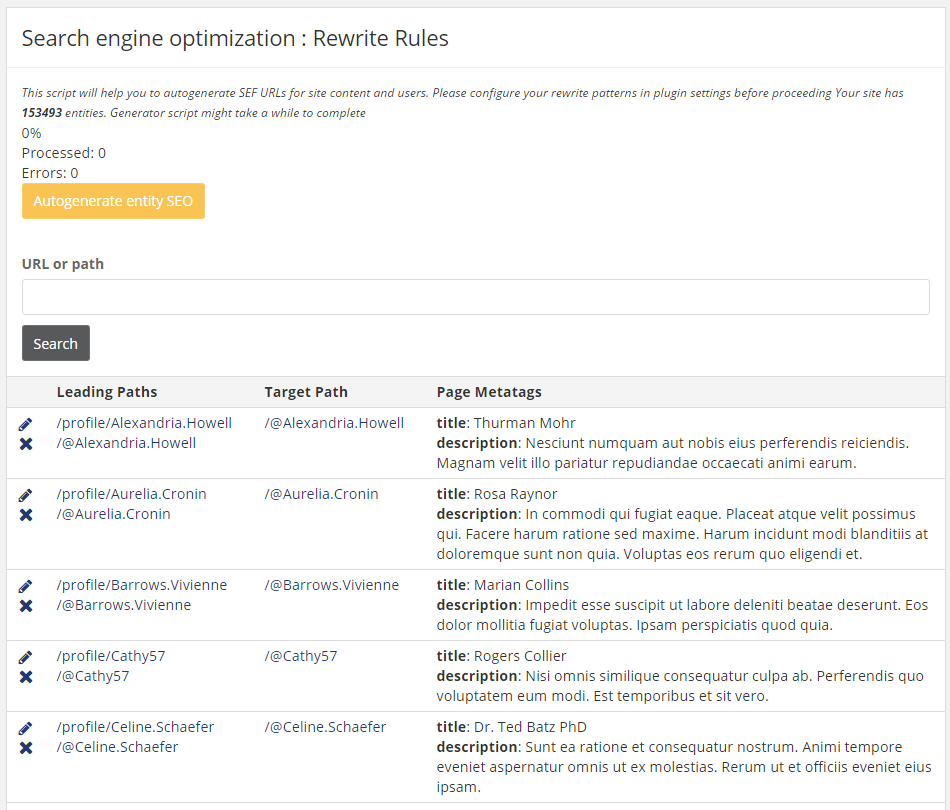 Search engine optimization : Rewrite Rules
This script will help you to autogenerate SEF URLs for site content and users. Please configure your rewrite patterns in plugin settings before proceeding Your site has
153493 entities. Generator script might take a while to complete
0%
Processed: 0
Errors: 0
Autogenerate entity SEO
URL or path
Search
Leading Paths Target Path Page Metatags
/profile/Alexandria.Howell /@Alexandria.Howell title: Thurman Mohr
/@Alexandria.Howell description: Nesciunt numquam aut nobis eius perferendis reiciendis.
Magnam velit illo pariatur repudiandae occaecati animi earum.
/profile/Aurelia.Cronin /@Aurelia.Cronin title: Rosa Raynor
/@Aurelia.Cronin description: In commodi qui fugiat eaque. Placeat atque velit possimus
qui. Facere harum ratione sed maxime. Harum incidunt modi blanditiis at
doloremque sunt non quia. Voluptas eos rerum quo eligendi et.
/profile/Barrows.Vivienne /@Barrows.Vivienne title: Marian Collins
/@Barrows.Vivienne description: Impedit esse suscipit ut labore deleniti beatae deserunt. Eos
dolor mollitia fugiat voluptas. Ipsam perspiciatis quod quia.
/profile/Cathy57 /@Cathy57 title: Rogers Collier
/@Cathy57 description: Nisi omnis similique consequatur culpa ab. Perferendis quo
voluptatem eum modi. Est temporibus et sit vero.
/profile/Celine.Schaefer /@Celine.Schaefer title: Dr. Ted Batz PhD
/@Celine.Schaefer description: Sunt ea ratione et consequatur nostrum. Animi tempore
eveniet aspernatur omnis ut ex molestias. Rerum ut et officiis eveniet eius
ipsam.